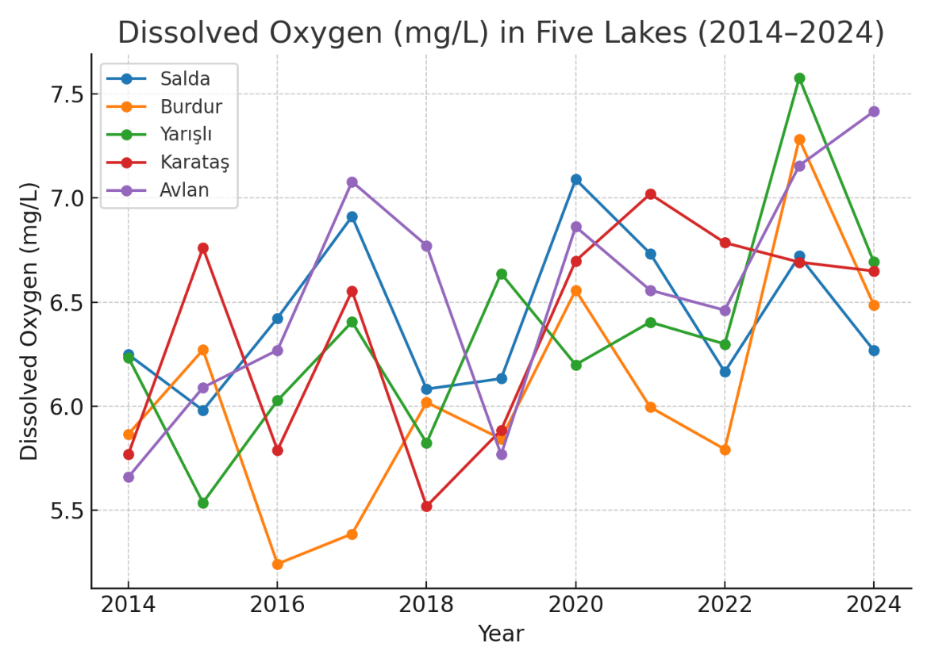 Dissolved Oxygen (mg/L) in Five Lakes (2014–2024)
Salda
Burdur
Yarışlı
Karataş
Avlan
Dissolved Oxygen (mg/L)
7.5
7.0
6.5
6.0
5.5
2014 2016 2018 2020 2022 2024
Year